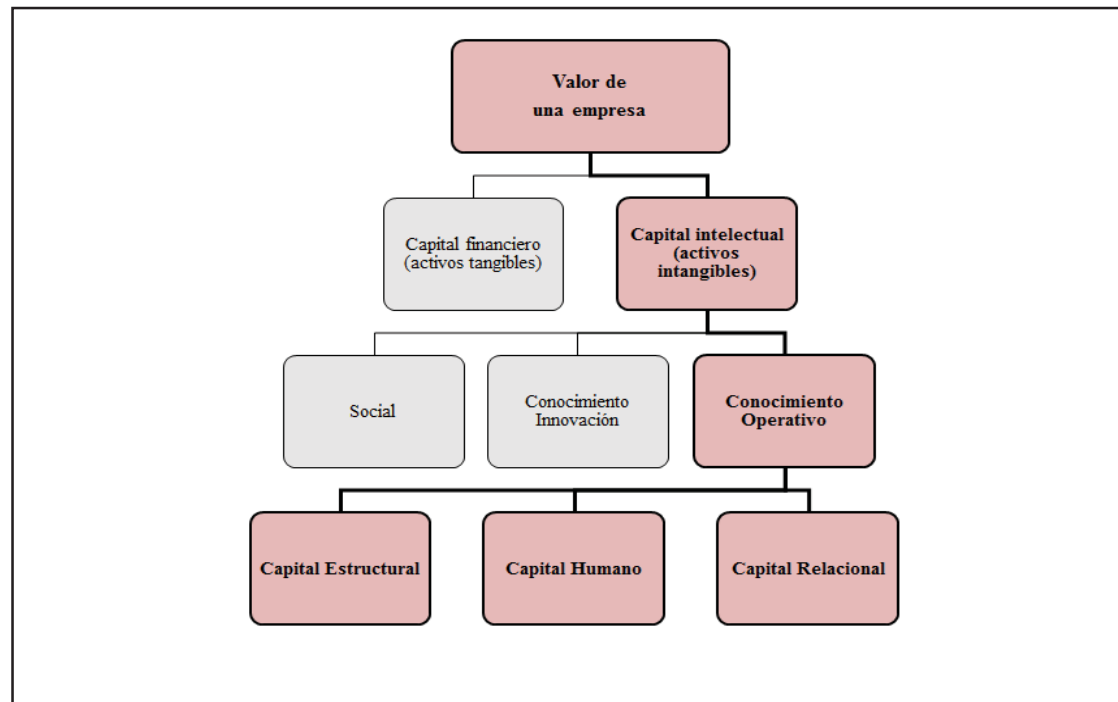 Valor de
una empresa
Capital financiero
(activos tangibles)
Capital intelectual
(activos
intangibles)
Social
Conocimiento
Innovación
Conocimiento
Operativo
Capital Estructural
Capital Humano
Capital Relacional